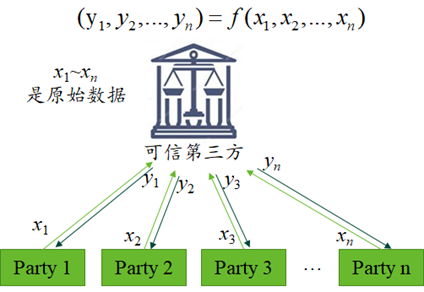 (y₁, y₂,..., yₙ) = f (x₁, x₂,..., xₙ)
x₁~xₙ
是原始数据
可信第三方
x₁ y₁ x₂ y₂ x₃ y₃ xₙ yₙ
Party 1 Party 2 Party 3 ... Party n